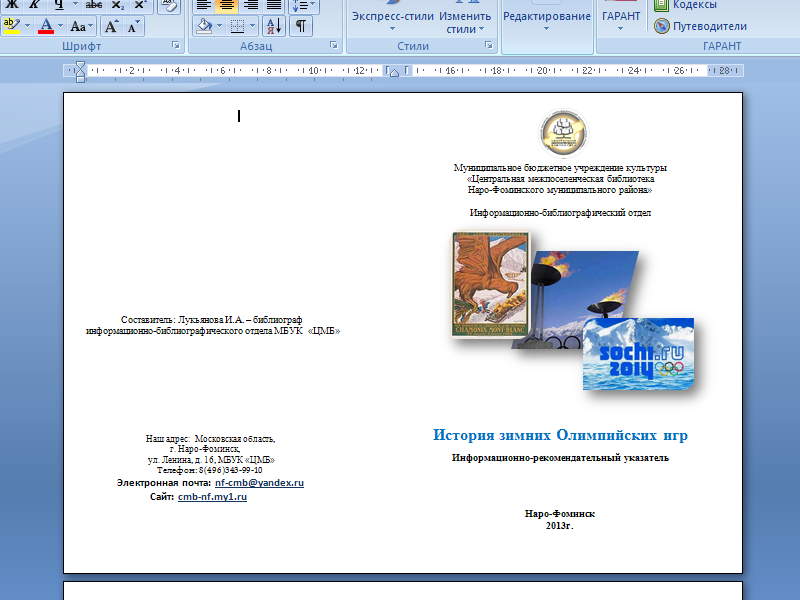 Ж К Ч abc x₂ x²
ab A Aa A A
Шрифт
Абзац
Экспресс-стили
Изменить стили
Стили
Редактирование
ГАРАНТ
Кодексы
Путеводители
ГАРАНТ
2 4 6 8 10 12 16 18 20 22 24 26 28
Составитель: Лукьянова И.А. – библиограф
информационно-библиографического отдела МБУК «ЦМБ»
Наш адрес: Московская область,
г. Наро-Фоминск,
ул. Ленина, д. 16, МБУК «ЦМБ»
Телефон: 8(496)343-99-10
Электронная почта: nf-cmb@yandex.ru
Сайт: cmb-nf.my1.ru
Муниципальное бюджетное учреждение культуры
«Центральная межпоселенческая библиотека
Наро-Фоминского муниципального района»
Информационно-библиографический отдел
CHAMONIX MONT-BLANC
sochi.ru
2014
История зимних Олимпийских игр
Информационно-рекомендательный указатель
Наро-Фоминск
2013г.